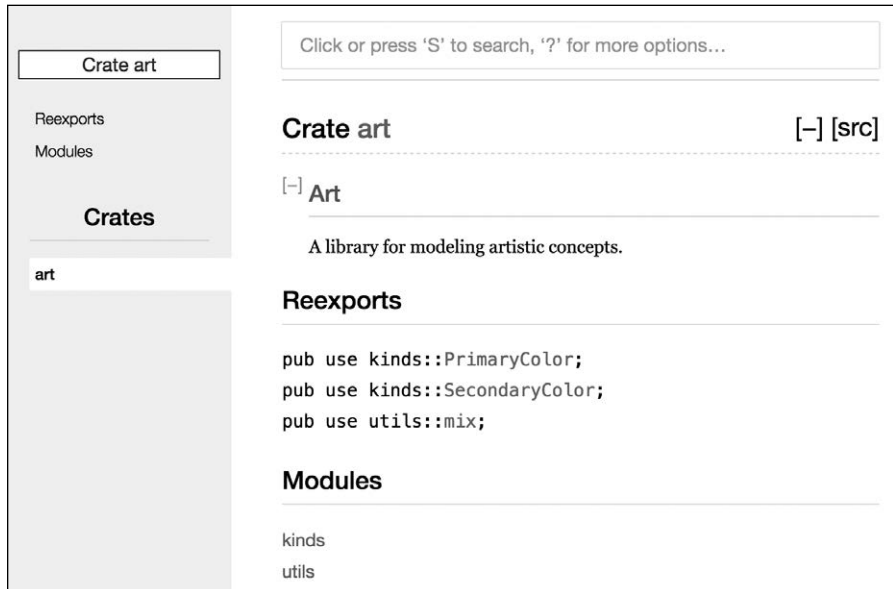 Crate art
Reexports
Modules
Crates
art
Click or press ‘S’ to search, ‘?’ for more options…
Crate art
[–] [src]
[–] Art
A library for modeling artistic concepts.
Reexports
pub use kinds::PrimaryColor;
pub use kinds::SecondaryColor;
pub use utils::mix;
Modules
kinds
utils